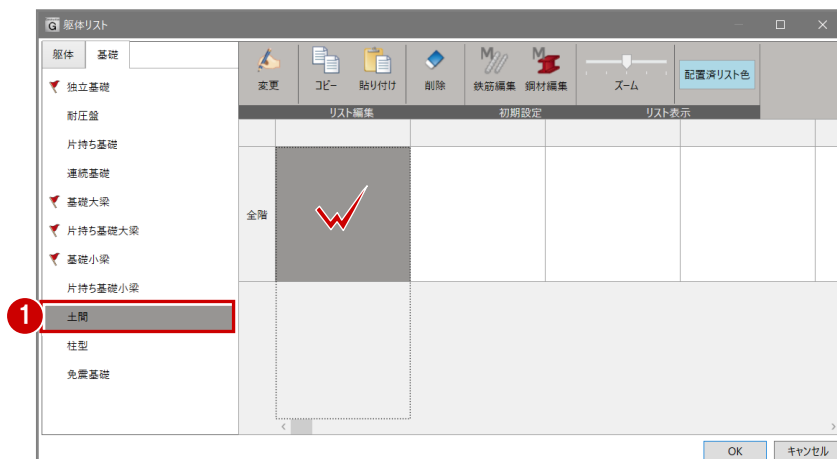 G 躯体リスト
躯体 基礎
独立基礎
耐圧盤
片持ち基礎
連続基礎
基礎大梁
片持ち基礎大梁
基礎小梁
片持ち基礎小梁
1 土間
柱型
免震基礎
変更 コピー 貼り付け 削除 鉄筋編集 鋼材編集 ズーム 配置済リスト色
リスト編集 初期設定 リスト表示
全階
OK キャンセル